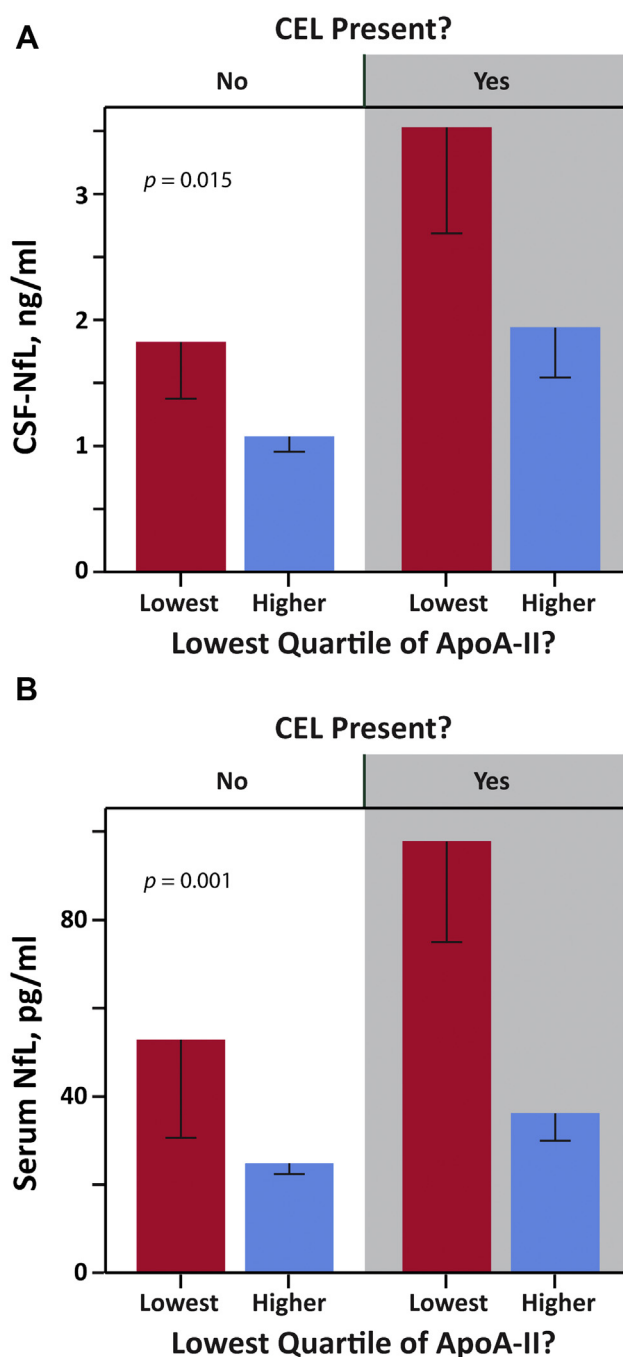 A
CEL Present?
No
Yes
p = 0.015
3
2
1
0
CSF-NfL, ng/ml
Lowest
Higher
Lowest
Higher
Lowest Quartile of ApoA-II?
B
CEL Present?
No
Yes
p = 0.001
80
40
0
Serum NfL, pg/ml
Lowest
Higher
Lowest
Higher
Lowest Quartile of ApoA-II?